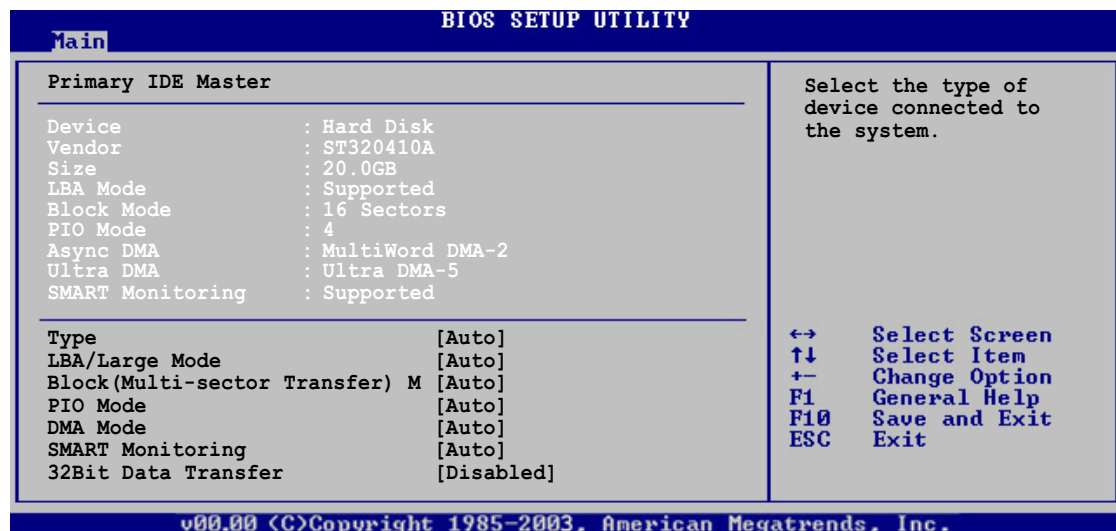 BIOS SETUP UTILITY
Main
Primary IDE Master
Device : Hard Disk
Vendor : ST320410A
Size : 20.0GB
LBA Mode : Supported
Block Mode : 16 Sectors
PIO Mode : 4
Async DMA : MultiWord DMA-2
Ultra DMA : Ultra DMA-5
SMART Monitoring : Supported
Type [Auto]
LBA/Large Mode [Auto]
Block(Multi-sector Transfer) M [Auto]
PIO Mode [Auto]
DMA Mode [Auto]
SMART Monitoring [Auto]
32Bit Data Transfer [Disabled]
Select the type of
device connected to
the system.
←→ Select Screen
↑↓ Select Item
+- Change Option
F1 General Help
F10 Save and Exit
ESC Exit
v00.00 (C)Copyright 1985-2003, American Megatrends, Inc.